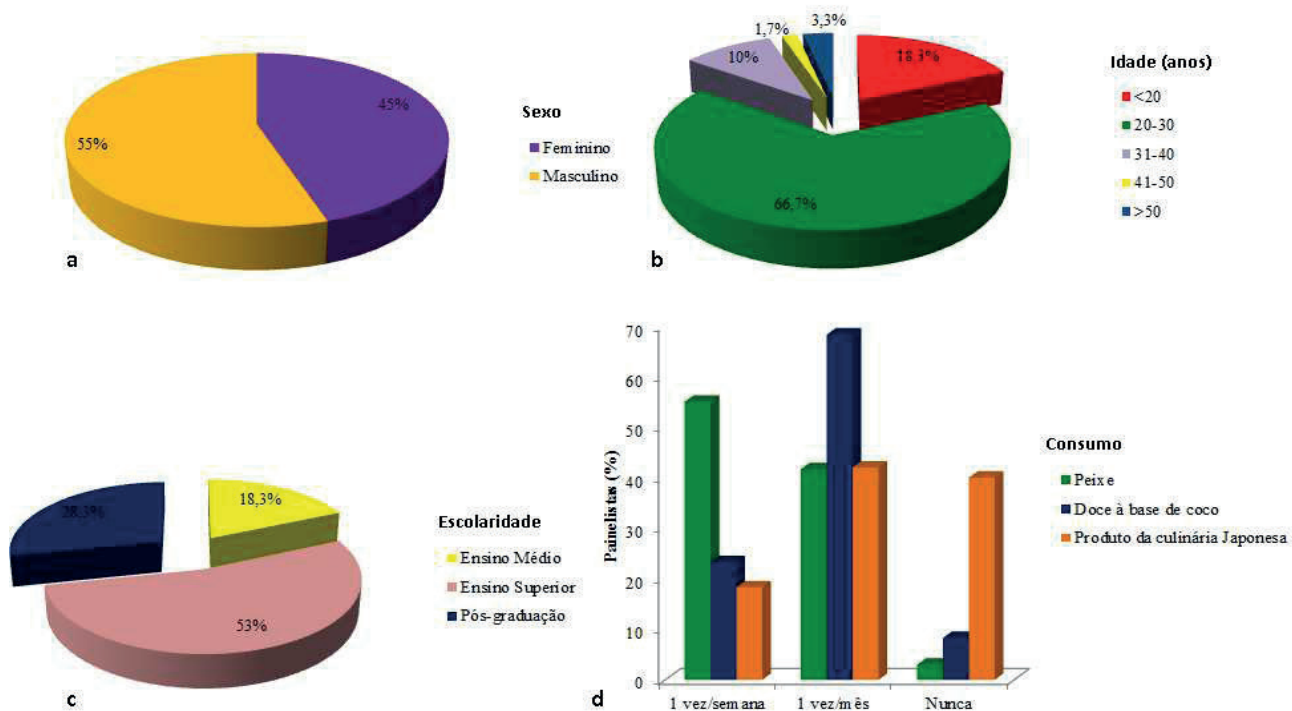 45%
55%
Sexo
Feminino
Masculino
a
18,3%
66,7%
10%
1,7%
3,3%
Idade (anos)
<20
20-30
31-40
41-50
>50
b
18,3%
53%
28,3%
Escolaridade
Ensino Médio
Ensino Superior
Pós-graduação
c
Painelistas (%)
70
60
50
40
30
20
10
0
1 vez/semana
1 vez/mês
Nunca
Consumo
Peixe
Doce à base de coco
Produto da culinária Japonesa
d